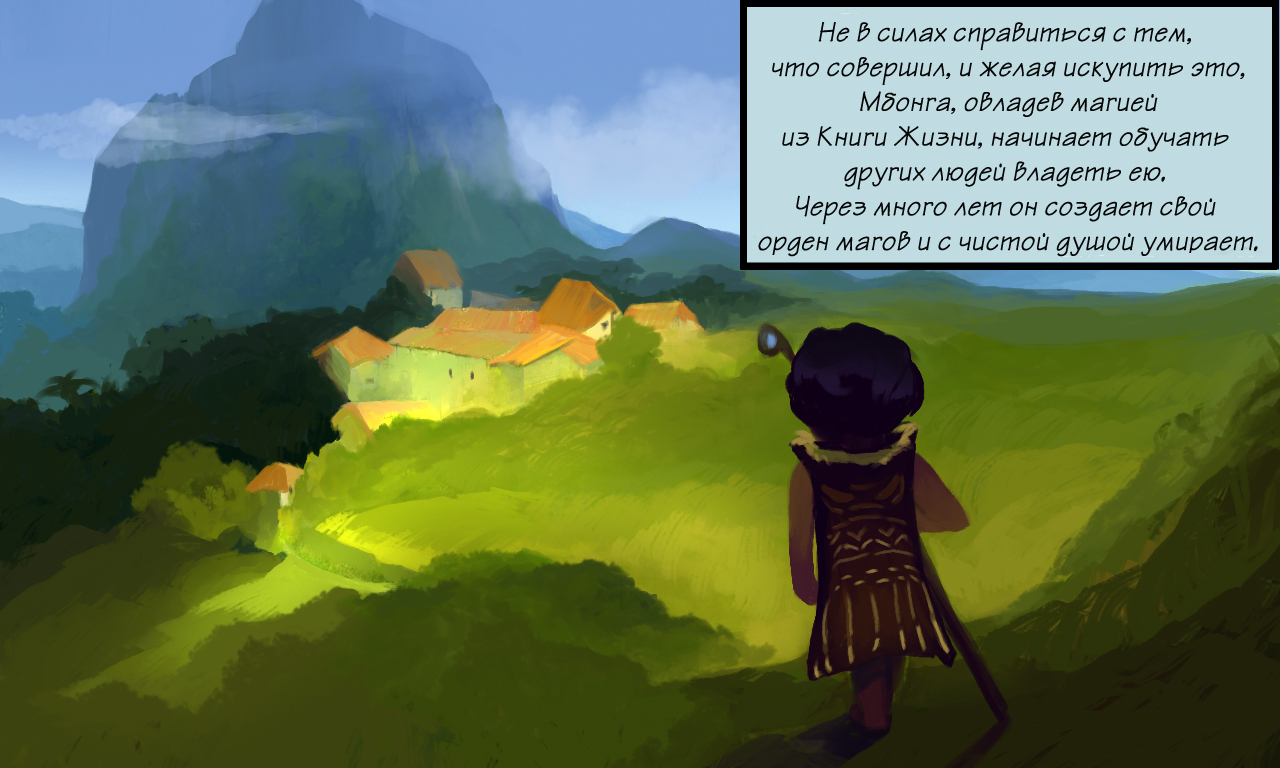 Не в силах справиться с тем,
что совершил, и желая искупить это,
Мбонга, овладев магией
из Книги Жизни, начинает обучать
других людей владеть ею.
Через много лет он создает свой
орден магов и с чистой душой умирает.